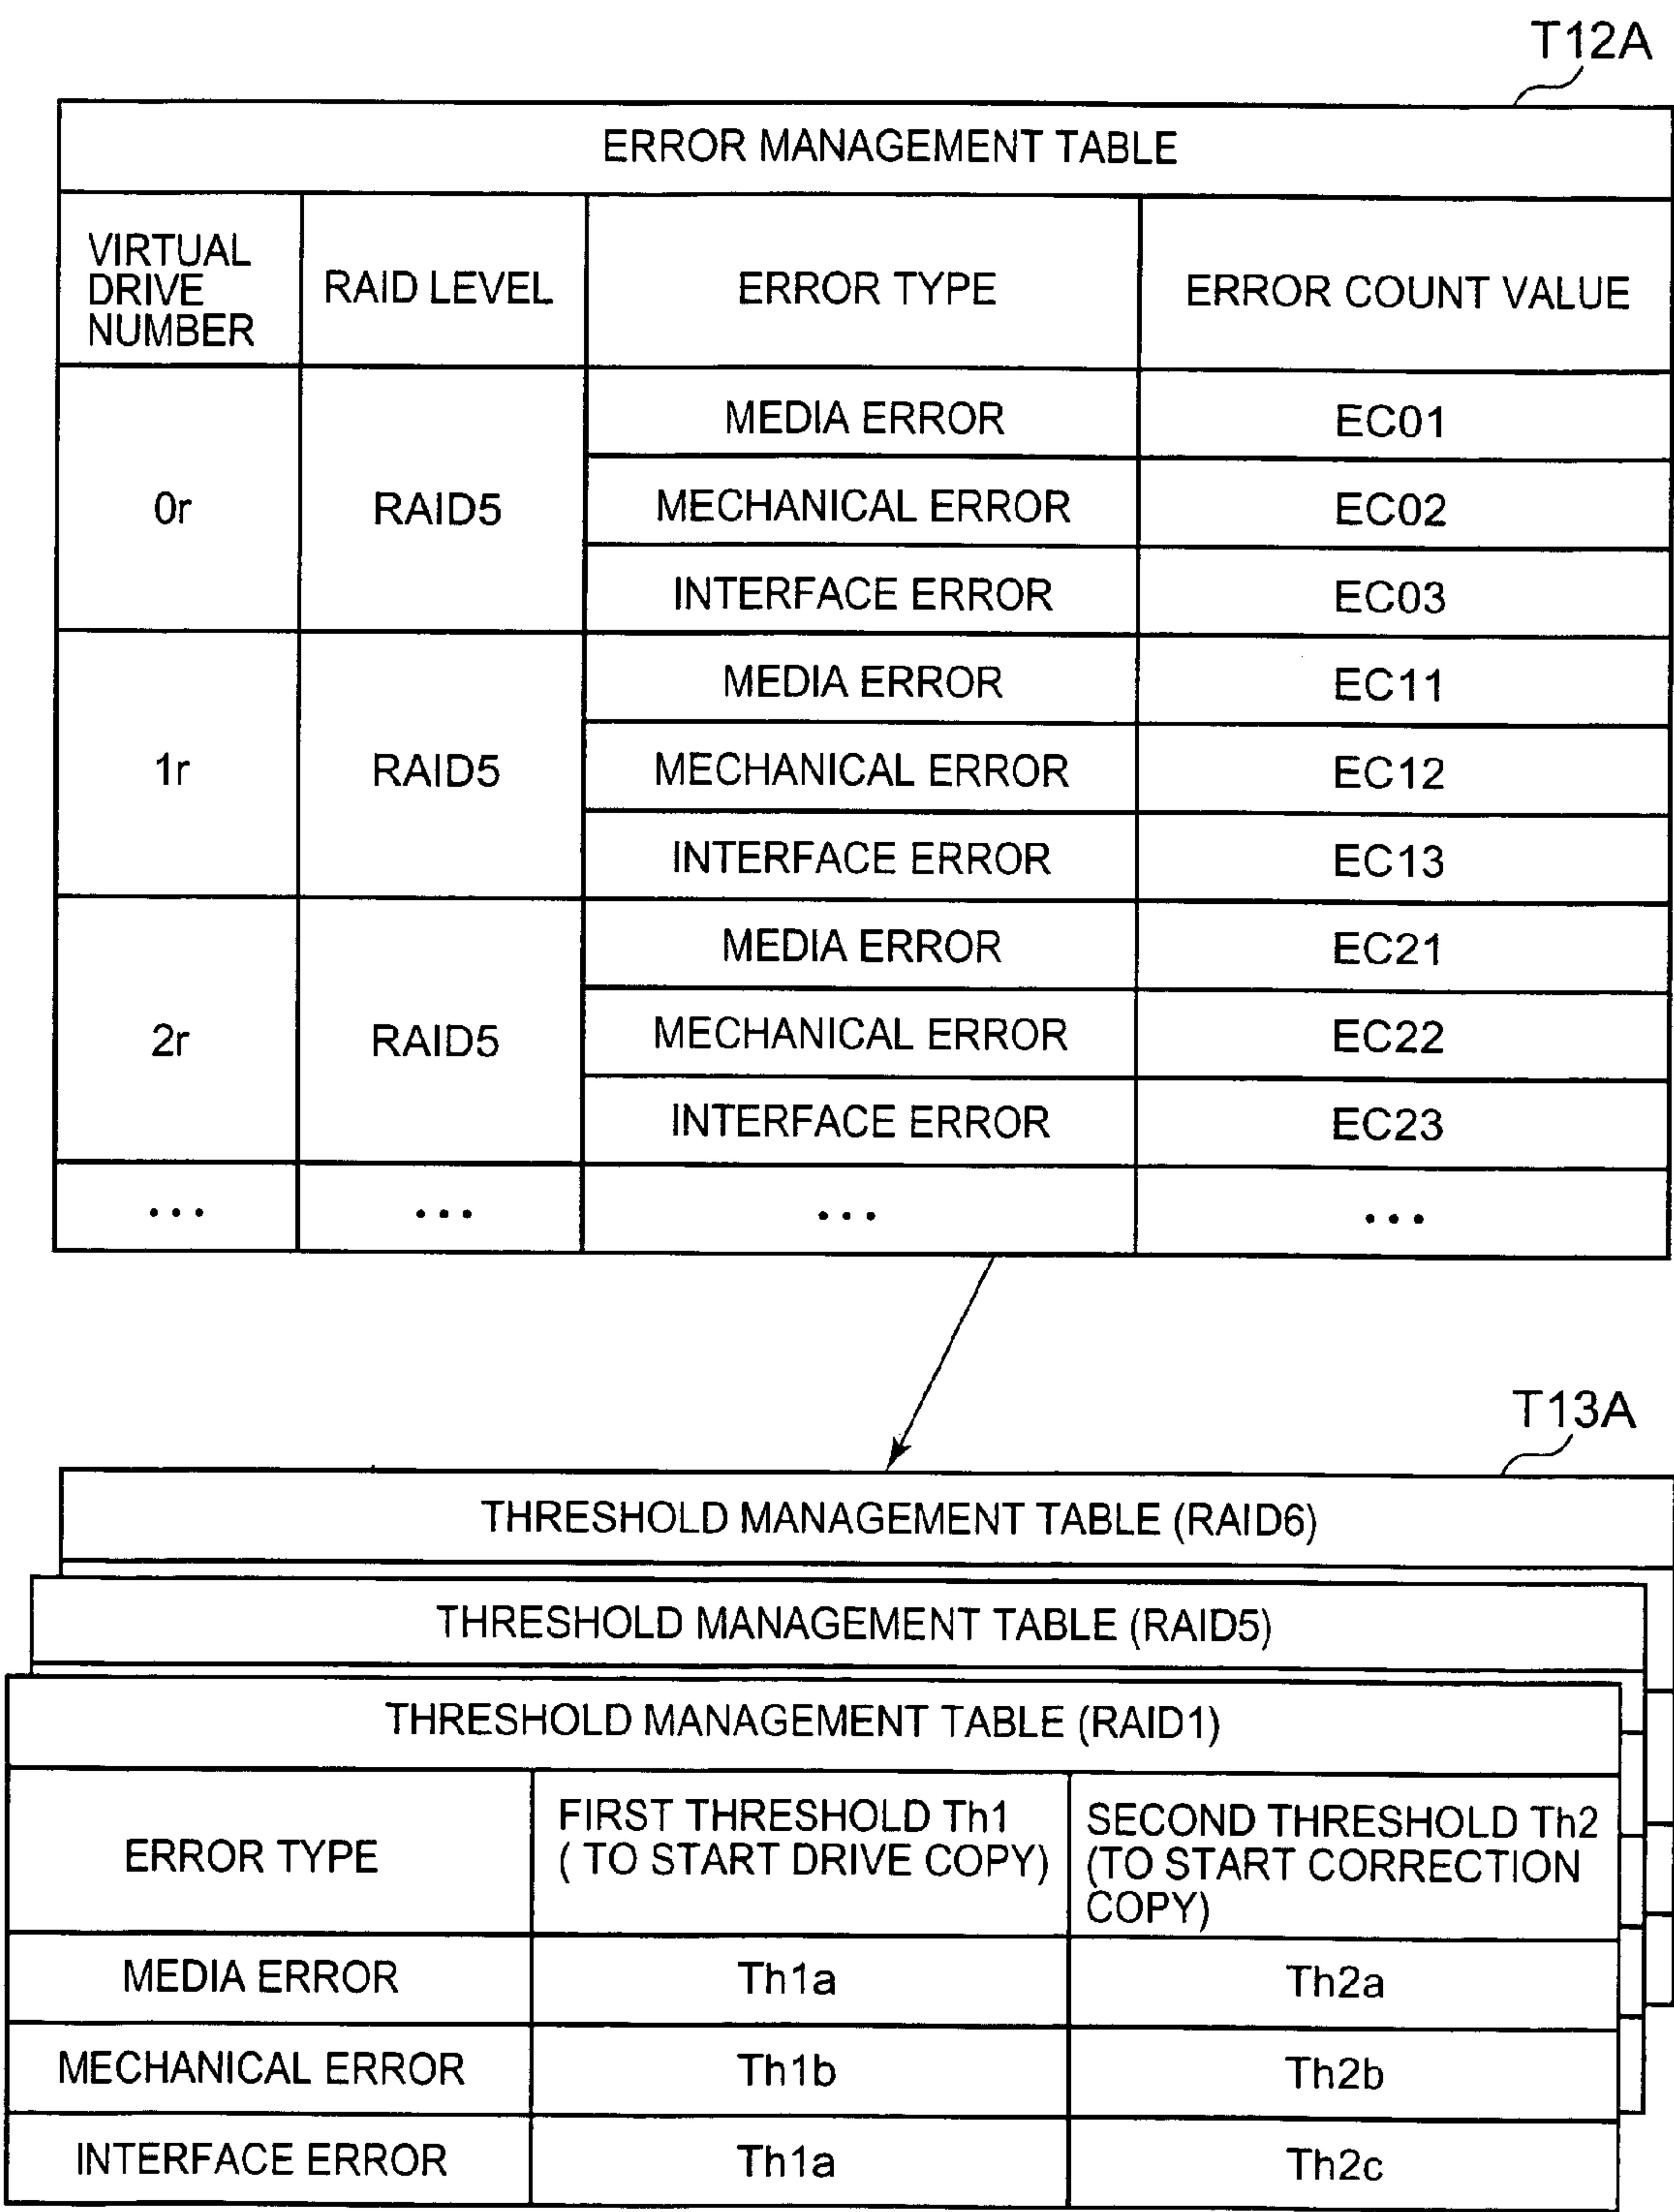 T12A
ERROR MANAGEMENT TABLE
VIRTUAL
DRIVE
NUMBER
RAID LEVEL
ERROR TYPE
ERROR COUNT VALUE
0r
RAID5
MEDIA ERROR
EC01
MECHANICAL ERROR
EC02
INTERFACE ERROR
EC03
1r
RAID5
MEDIA ERROR
EC11
MECHANICAL ERROR
EC12
INTERFACE ERROR
EC13
2r
RAID5
MEDIA ERROR
EC21
MECHANICAL ERROR
EC22
INTERFACE ERROR
EC23
... ... ... ...
T13A
THRESHOLD MANAGEMENT TABLE (RAID6)
THRESHOLD MANAGEMENT TABLE (RAID5)
THRESHOLD MANAGEMENT TABLE (RAID1)
ERROR TYPE
FIRST THRESHOLD Th1
( TO START DRIVE COPY)
SECOND THRESHOLD Th2
(TO START CORRECTION
COPY)
MEDIA ERROR Th1a Th2a
MECHANICAL ERROR Th1b Th2b
INTERFACE ERROR Th1a Th2c